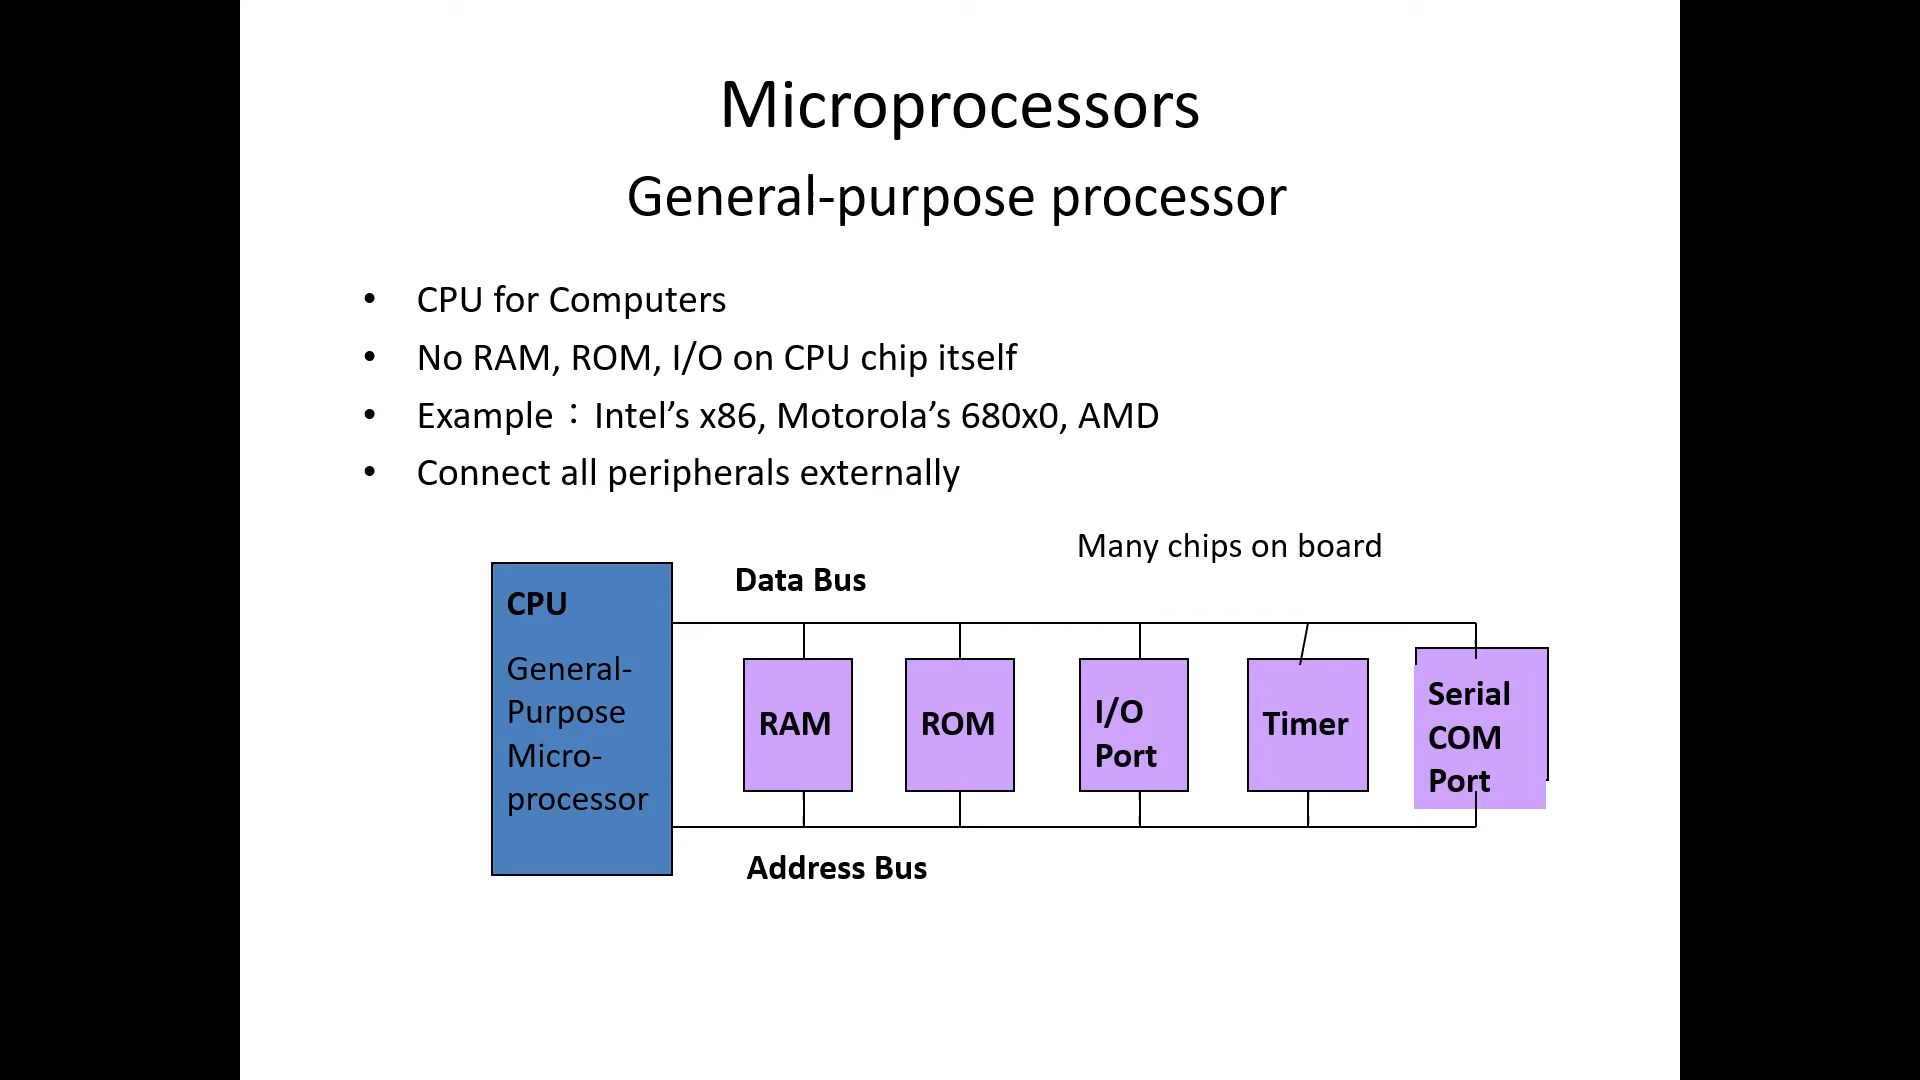 Microprocessors
General-purpose processor
• CPU for Computers
• No RAM, ROM, I/O on CPU chip itself
• Example：Intel’s x86, Motorola’s 680x0, AMD
• Connect all peripherals externally
Many chips on board
Data Bus
CPU
General-
Purpose
Micro-
processor
RAM
ROM
I/O
Port
Timer
Serial
COM
Port
Address Bus